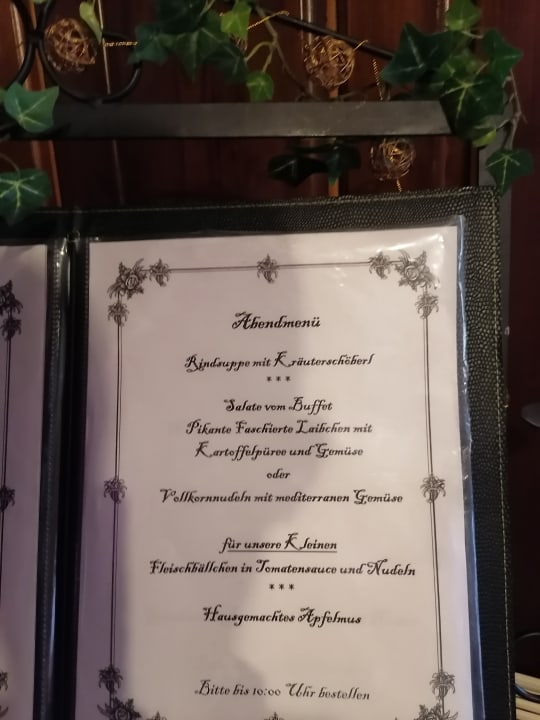 Abendmenü
Rindsuppe mit Kräuterschöberl
***
Salate vom Buffet
Pikante Faschierte Laibchen mit
Kartoffelpüree und Gemüse
oder
Vollkornnudeln mit mediterranen Gemüse
für unsere Kleinen
Fleischbällchen in Tomatensauce und Nudeln
***
Hausgemachtes Apfelmus
Bitte bis 10:00 Uhr bestellen